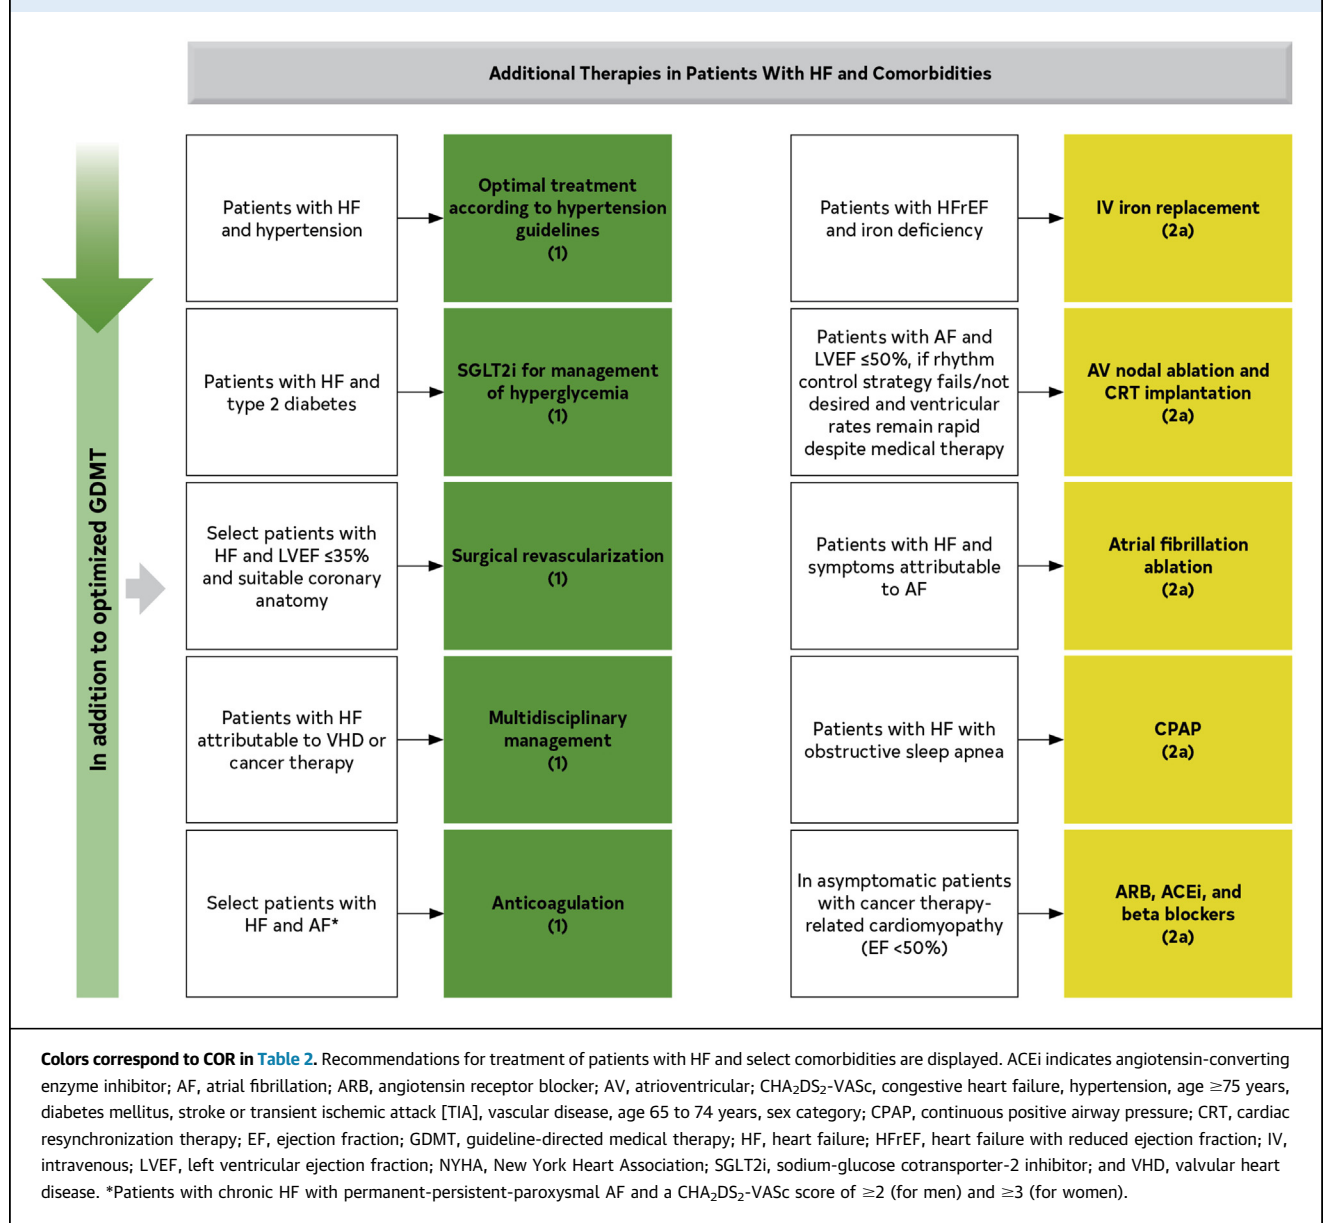 Additional Therapies in Patients With HF and Comorbidities
In addition to optimized GDMT
Patients with HF
and hypertension
Optimal treatment
according to hypertension
guidelines
(1)
Patients with HF and
type 2 diabetes
SGLT2i for management
of hyperglycemia
(1)
Select patients with
HF and LVEF ≤35%
and suitable coronary
anatomy
Surgical revascularization
(1)
Patients with HF
attributable to VHD or
cancer therapy
Multidisciplinary
management
(1)
Select patients with
HF and AF*
Anticoagulation
(1)
Patients with HFrEF
and iron deficiency
IV iron replacement
(2a)
Patients with AF and
LVEF ≤50%, if rhythm
control strategy fails/not
desired and ventricular
rates remain rapid
despite medical therapy
AV nodal ablation and
CRT implantation
(2a)
Patients with HF and
symptoms attributable
to AF
Atrial fibrillation
ablation
(2a)
Patients with HF with
obstructive sleep apnea
CPAP
(2a)
In asymptomatic patients
with cancer therapy-
related cardiomyopathy
(EF <50%)
ARB, ACEi, and
beta blockers
(2a)
Colors correspond to COR in Table 2. Recommendations for treatment of patients with HF and select comorbidities are displayed. ACEi indicates angiotensin-converting
enzyme inhibitor; AF, atrial fibrillation; ARB, angiotensin receptor blocker; AV, atrioventricular; CHA₂DS₂-VASc, congestive heart failure, hypertension, age ≥75 years,
diabetes mellitus, stroke or transient ischemic attack [TIA], vascular disease, age 65 to 74 years, sex category; CPAP, continuous positive airway pressure; CRT, cardiac
resynchronization therapy; EF, ejection fraction; GDMT, guideline-directed medical therapy; HF, heart failure; HFrEF, heart failure with reduced ejection fraction; IV,
intravenous; LVEF, left ventricular ejection fraction; NYHA, New York Heart Association; SGLT2i, sodium-glucose cotransporter-2 inhibitor; and VHD, valvular heart
disease. *Patients with chronic HF with permanent-persistent-paroxysmal AF and a CHA₂DS₂-VASc score of ≥2 (for men) and ≥3 (for women).